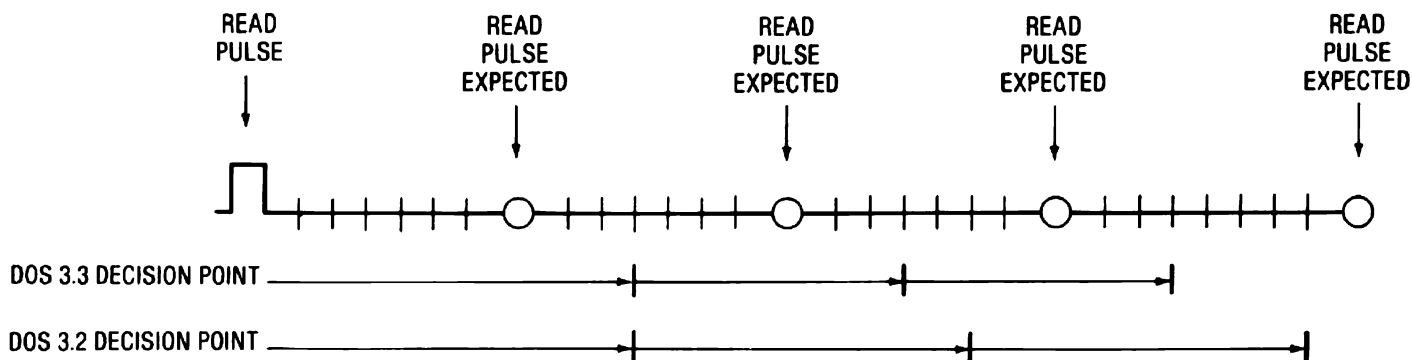 READ
PULSE
READ
PULSE
EXPECTED
READ
PULSE
EXPECTED
READ
PULSE
EXPECTED
READ
PULSE
EXPECTED
DOS 3.3 DECISION POINT
DOS 3.2 DECISION POINT